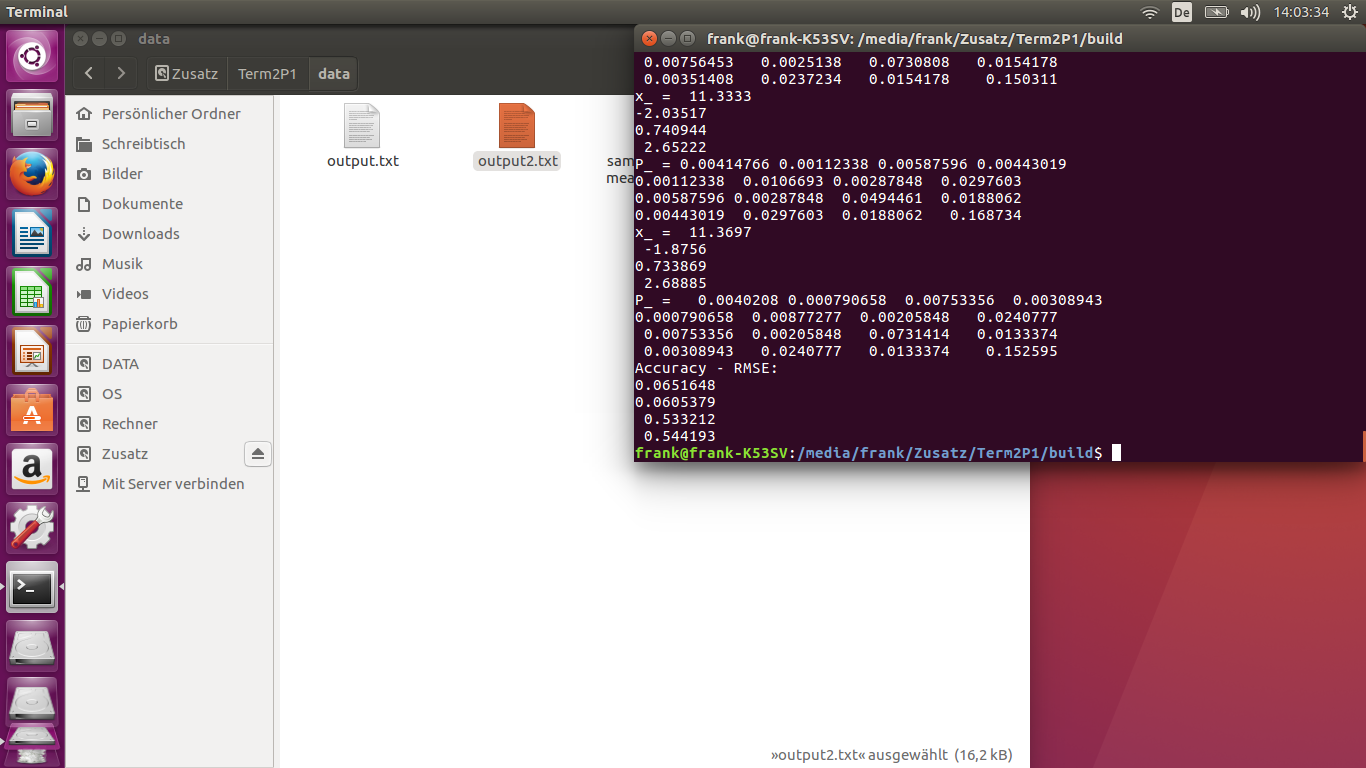 Terminal
De
14:03:34
data
Zusatz
Term2P1
data
Persönlicher Ordner
Schreibtisch
Bilder
Dokumente
Downloads
Musik
Videos
Papierkorb
DATA
OS
Rechner
Zusatz
Mit Server verbinden
output.txt
output2.txt
sam
mea
»output2.txt« ausgewählt (16,2 kB)
frank@frank-K53SV: /media/frank/Zusatz/Term2P1/build
0.00756453 0.0025138 0.0730808 0.0154178
0.00351408 0.0237234 0.0154178 0.150311
x_ = 11.3333
-2.03517
0.740944
2.65222
P_ = 0.00414766 0.00112338 0.00587596 0.00443019
0.00112338 0.0106693 0.00287848 0.0297603
0.00587596 0.00287848 0.0494461 0.0188062
0.00443019 0.0297603 0.0188062 0.168734
x_ = 11.3697
-1.8756
0.733869
2.68885
P_ = 0.0040208 0.000790658 0.00753356 0.00308943
0.000790658 0.00877277 0.00205848 0.0240777
0.00753356 0.00205848 0.0731414 0.0133374
0.00308943 0.0240777 0.0133374 0.152595
Accuracy - RMSE:
0.0651648
0.0605379
0.533212
0.544193
frank@frank-K53SV:/media/frank/Zusatz/Term2P1/build$